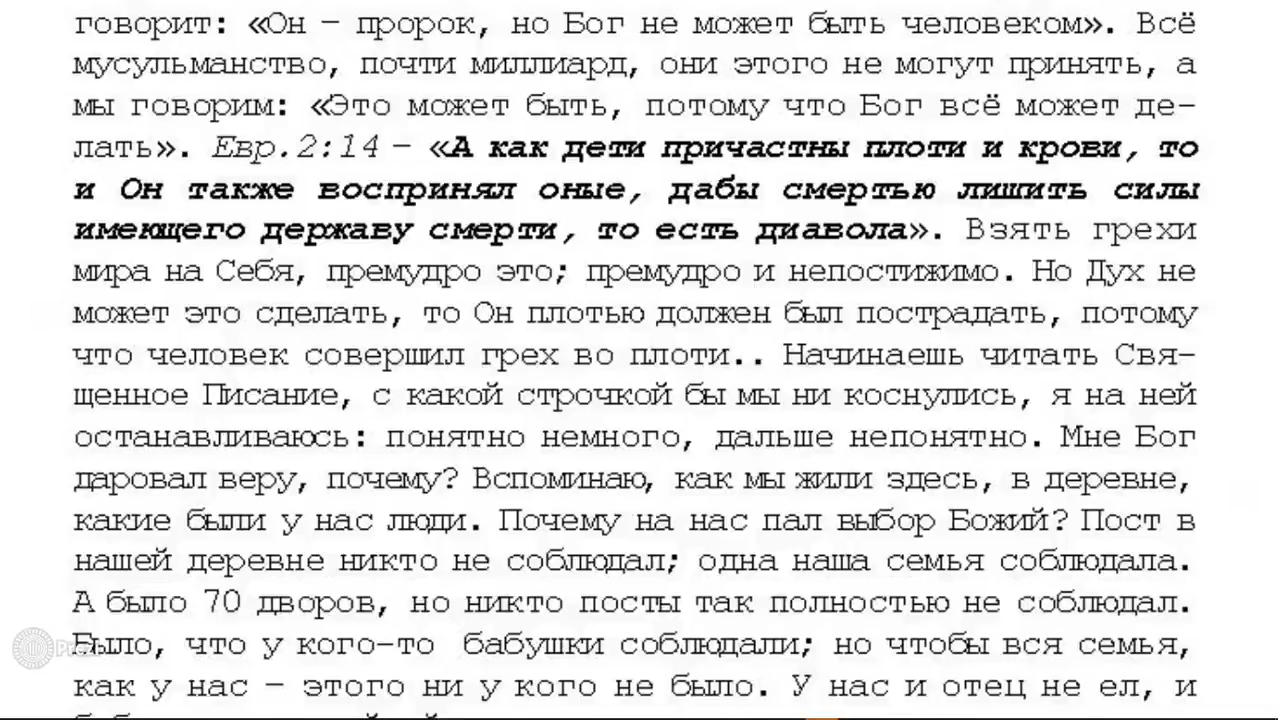 говорит: «Он – пророк, но Бог не может быть человеком». Всё
мусульманство, почти миллиард, они этого не могут принять, а
мы говорим: «Это может быть, потому что Бог всё может де-
лать». Евр.2:14 – «А как дети причастны плоти и крови, то
и Он также воспринял оные, дабы смертью лишить силы
имеющего державу смерти, то есть диавола». Взять грехи
мира на Себя, премудро это; премудро и непостижимо. Но Дух не
может это сделать, то Он плотью должен был пострадать, потому
что человек совершил грех во плоти.. Начинаешь читать Свя-
щенное Писание, с какой строчкой бы мы ни коснулись, я на ней
останавливаюсь: понятно немного, дальше непонятно. Мне Бог
даровал веру, почему? Вспоминаю, как мы жили здесь, в деревне,
какие были у нас люди. Почему на нас пал выбор Божий? Пост в
нашей деревне никто не соблюдал; одна наша семья соблюдала.
А было 70 дворов, но никто посты так полностью не соблюдал.
Было, что у кого-то бабушки соблюдали; но чтобы вся семья,
как у нас – этого ни у кого не было. У нас и отец не ел, и